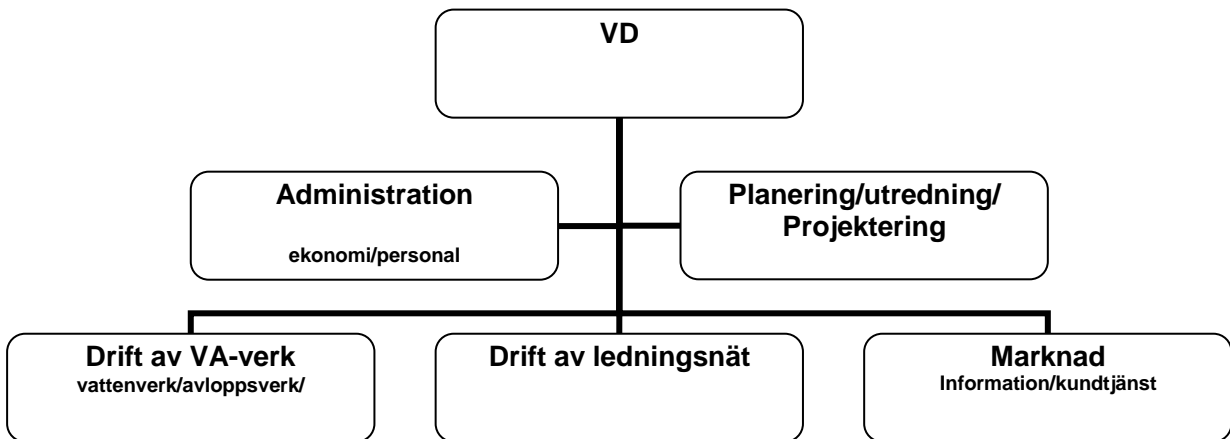 VD
Administration
ekonomi/personal
Planering/utredning/
Projektering
Drift av VA-verk
vattenverk/avloppsverk/
Drift av ledningsnät
Marknad
Information/kundtjänst